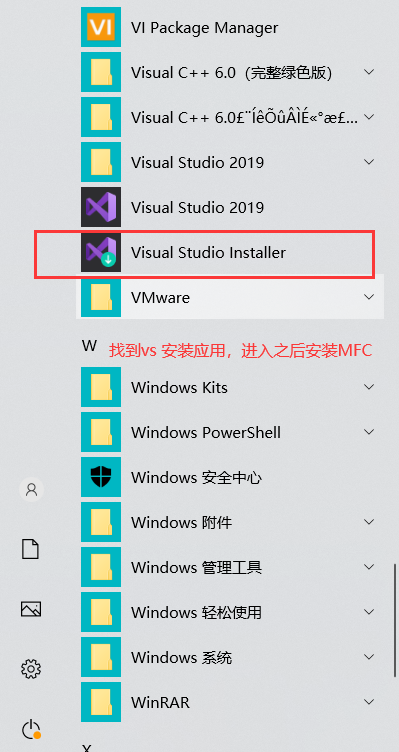 VI Package Manager
Visual C++ 6.0（完整绿色版）
Visual C++ 6.0£¨ÍêÕûÂÌÉ«°æ£...
Visual Studio 2019
Visual Studio 2019
Visual Studio Installer
VMware
W
找到vs 安装应用，进入之后安装MFC
Windows Kits
Windows PowerShell
Windows 安全中心
Windows 附件
Windows 管理工具
Windows 轻松使用
Windows 系统
WinRAR
X